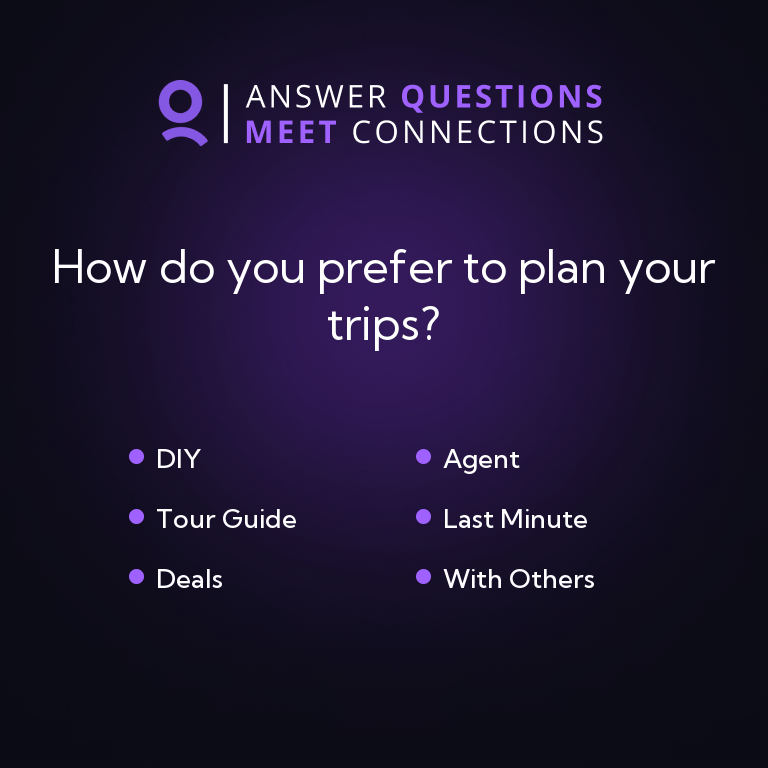 ANSWER QUESTIONS
MEET CONNECTIONS
How do you prefer to plan your
trips?
DIY
Agent
Tour Guide
Last Minute
Deals
With Others